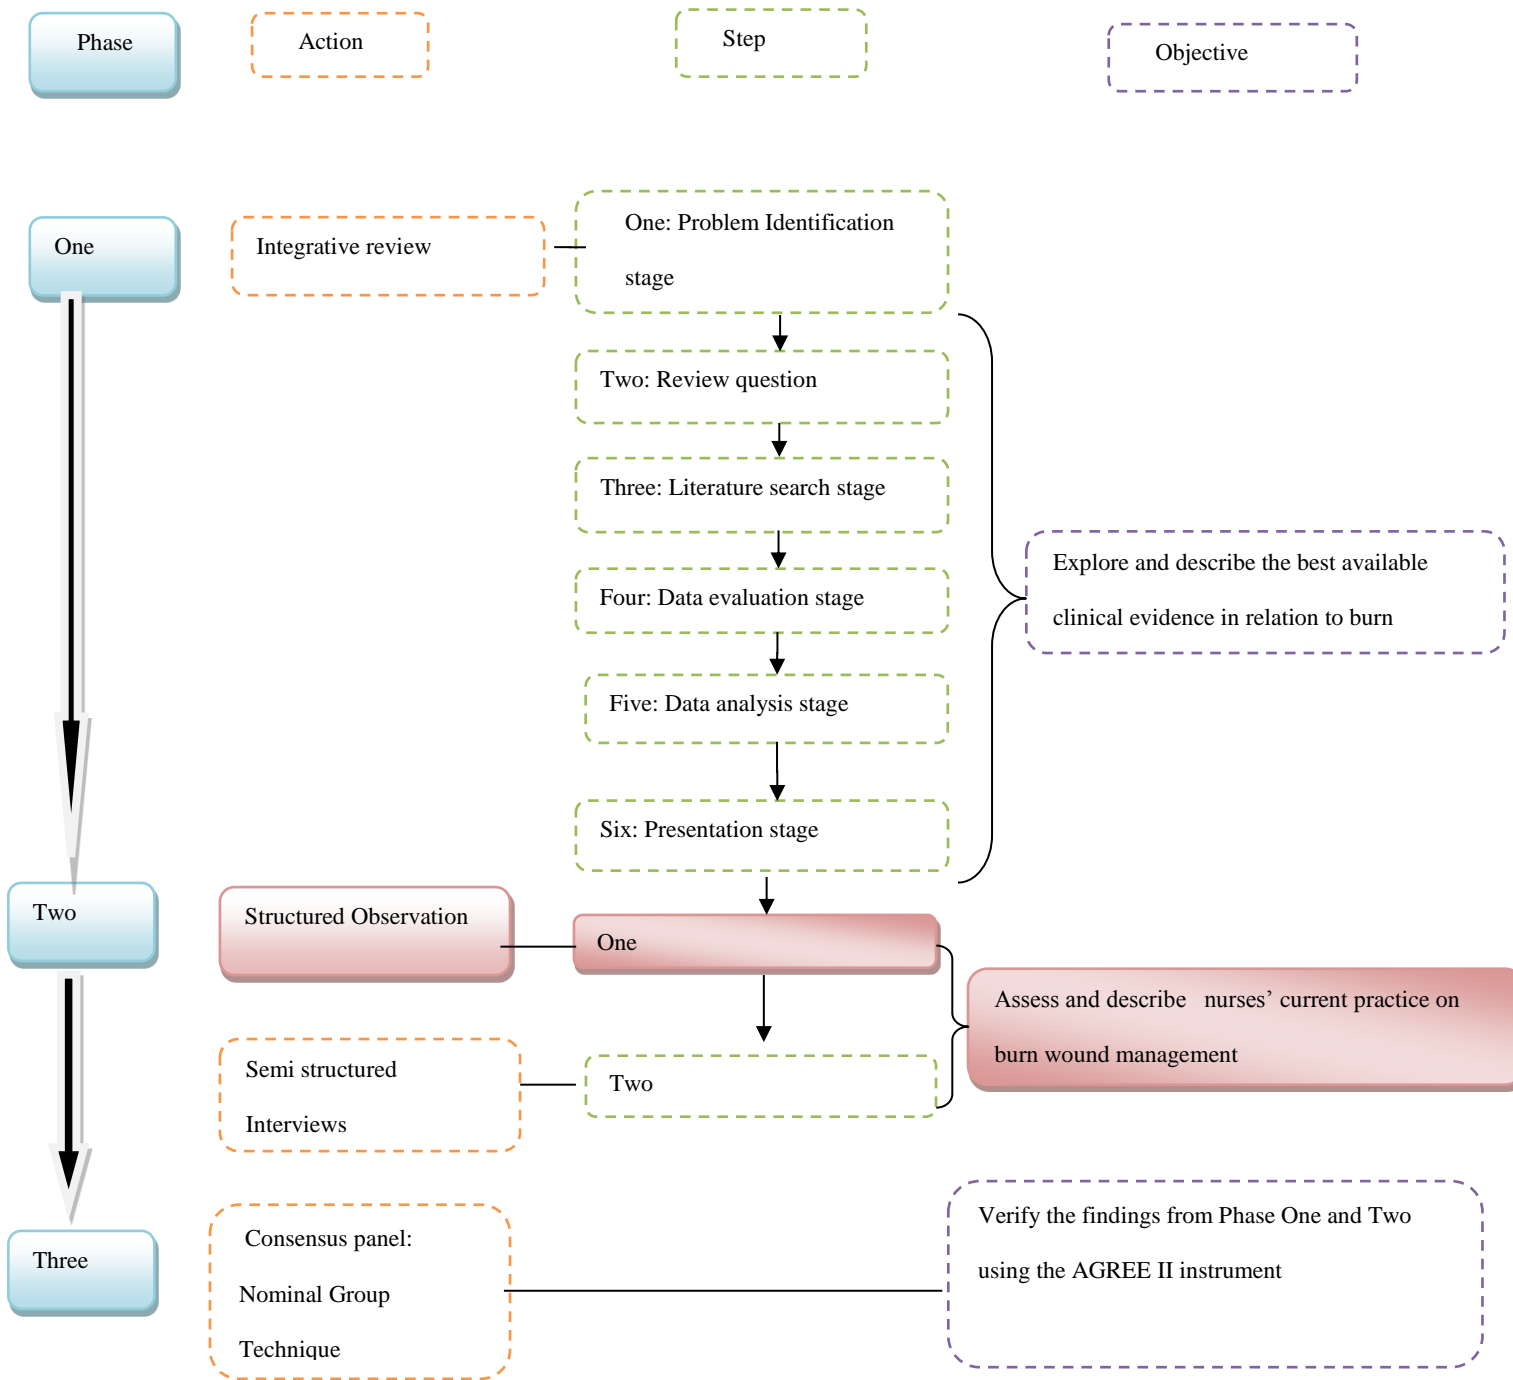 Phase
Action
Step
Objective
One
Integrative review
One: Problem Identification
stage
Two: Review question
Three: Literature search stage
Four: Data evaluation stage
Five: Data analysis stage
Six: Presentation stage
Explore and describe the best available
clinical evidence in relation to burn
Two
Structured Observation
One
Semi structured
Interviews
Two
Assess and describe nurses’ current practice on
burn wound management
Three
Consensus panel:
Nominal Group
Technique
Verify the findings from Phase One and Two
using the AGREE II instrument